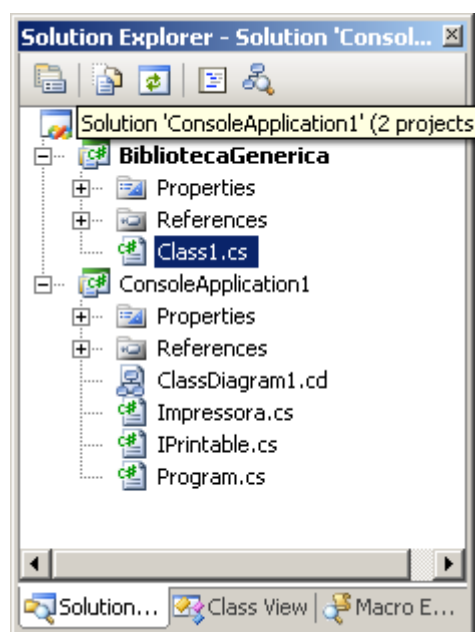 Solution Explorer - Solution 'Consol...
Solution 'ConsoleApplication1' (2 projects
BibliotecaGenerica
Properties
References
Class1.cs
ConsoleApplication1
Properties
References
ClassDiagram1.cd
Impressora.cs
IPrintable.cs
Program.cs
Solution... Class View Macro E...